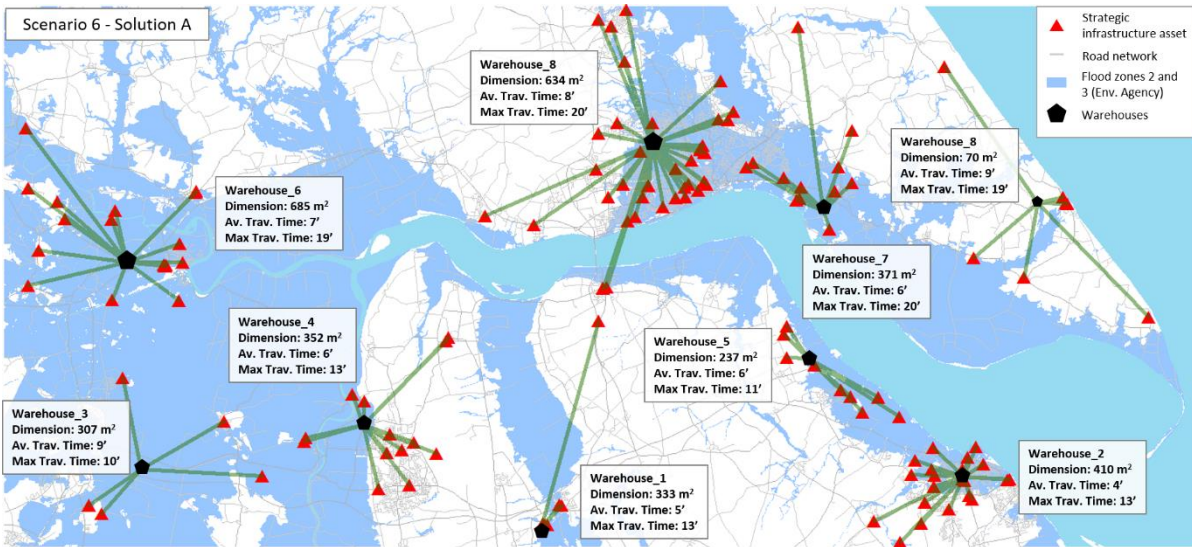 Scenario 6 - Solution A
Warehouse_8
Dimension: 634 m²
Av. Trav. Time: 8’
Max Trav. Time: 20’
Strategic
infrastructure asset
Road network
Flood zones 2 and
3 (Env. Agency)
Warehouses
Warehouse_8
Dimension: 70 m²
Av. Trav. Time: 9’
Max Trav. Time: 19’
Warehouse_6
Dimension: 685 m²
Av. Trav. Time: 7’
Max Trav. Time: 19’
Warehouse_7
Dimension: 371 m²
Av. Trav. Time: 6’
Max Trav. Time: 20’
Warehouse_4
Dimension: 352 m²
Av. Trav. Time: 6’
Max Trav. Time: 13’
Warehouse_5
Dimension: 237 m²
Av. Trav. Time: 6’
Max Trav. Time: 11’
Warehouse_3
Dimension: 307 m²
Av. Trav. Time: 9’
Max Trav. Time: 10’
Warehouse_1
Dimension: 333 m²
Av. Trav. Time: 5’
Max Trav. Time: 13’
Warehouse_2
Dimension: 410 m²
Av. Trav. Time: 4’
Max Trav. Time: 13’